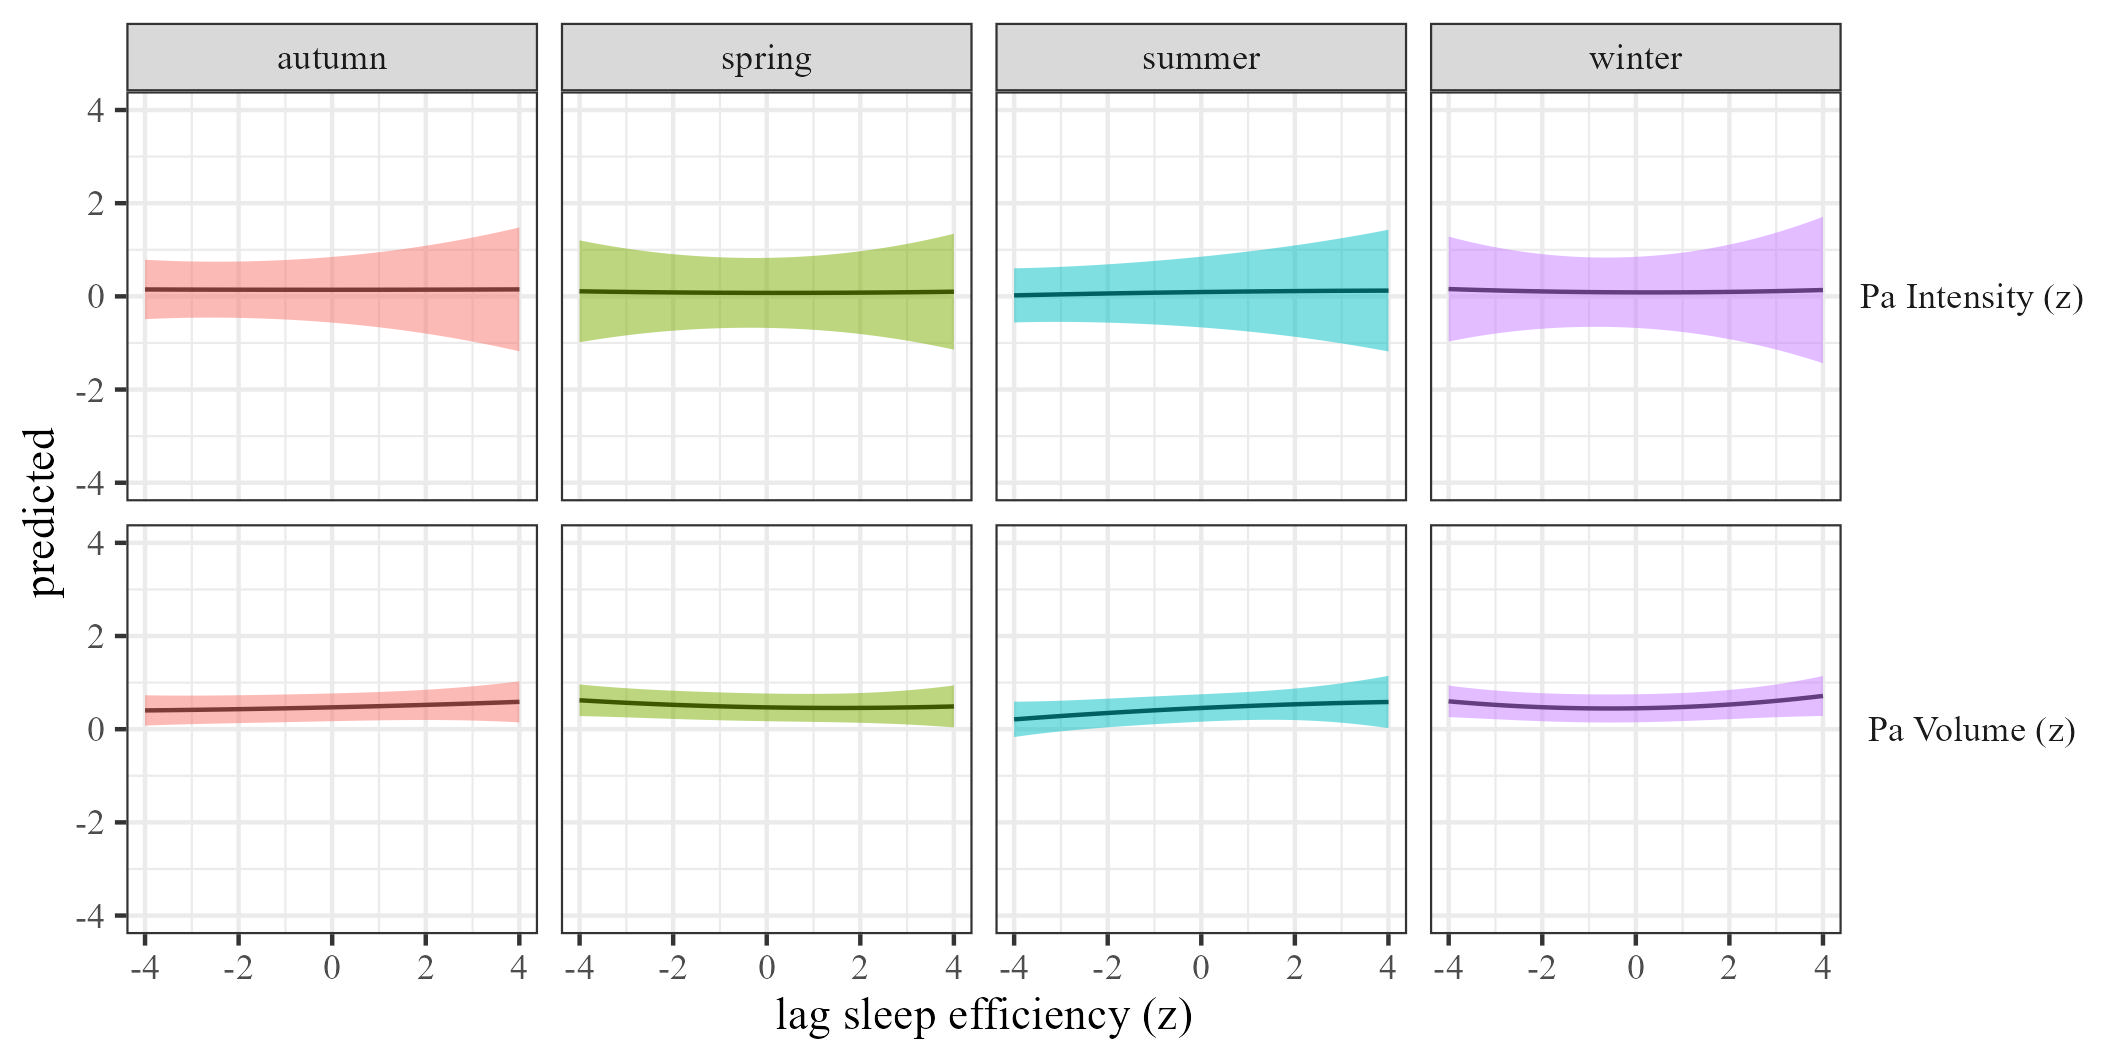 autumn spring summer winter
4
2
0
-2
-4
Pa Intensity (z)
predicted
4
2
0
-2
-4
Pa Volume (z)
-4 -2 0 2 4 -4 -2 0 2 4 -4 -2 0 2 4 -4 -2 0 2 4
lag sleep efficiency (z)